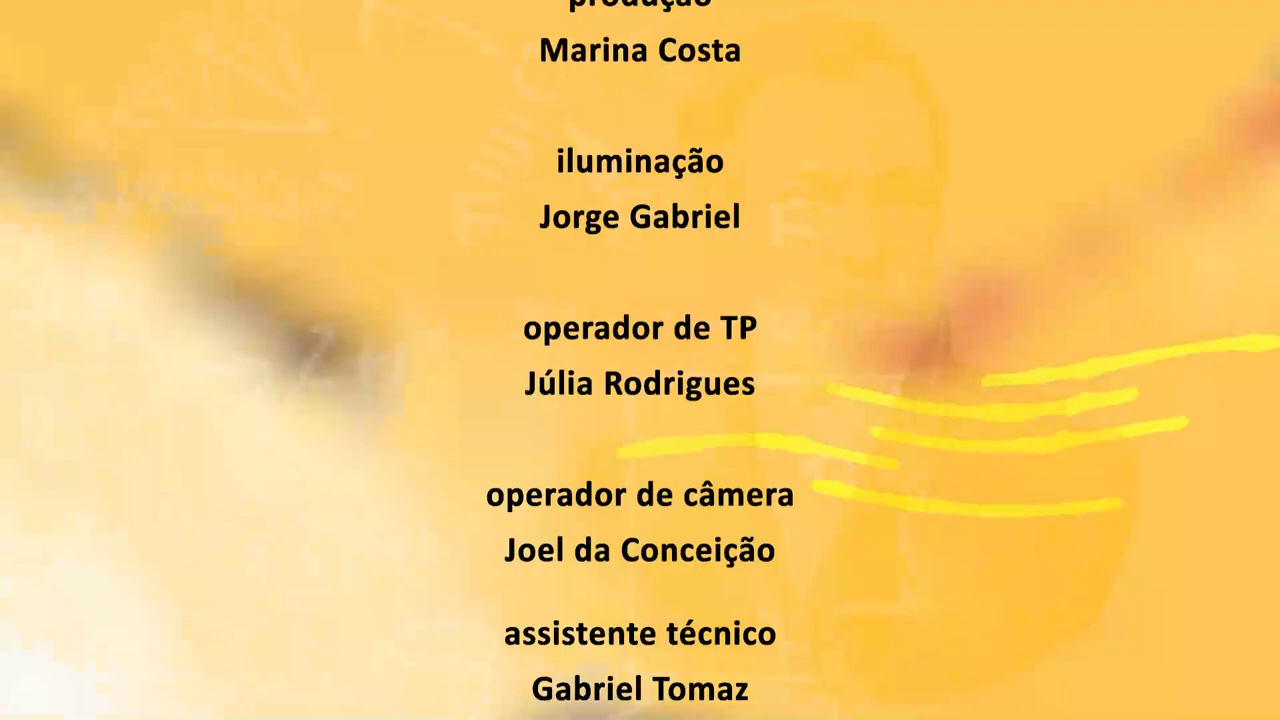 produção
Marina Costa
iluminação
Jorge Gabriel
operador de TP
Júlia Rodrigues
operador de câmera
Joel da Conceição
assistente técnico
Gabriel Tomaz